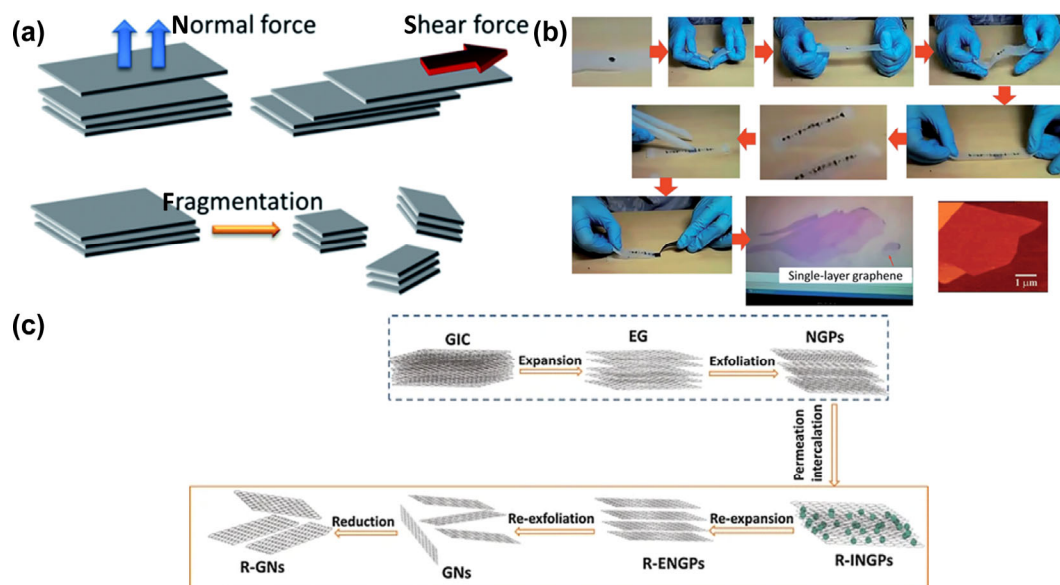 (a)
Normal force
Shear force
Fragmentation
(b)
Single-layer graphene
1 μm
(c)
GIC
Expansion
EG
Exfoliation
NGPs
Permeation
intercalation
R-INGPs
Re-expansion
R-ENGPs
Re-exfoliation
GNs
Reduction
R-GNs